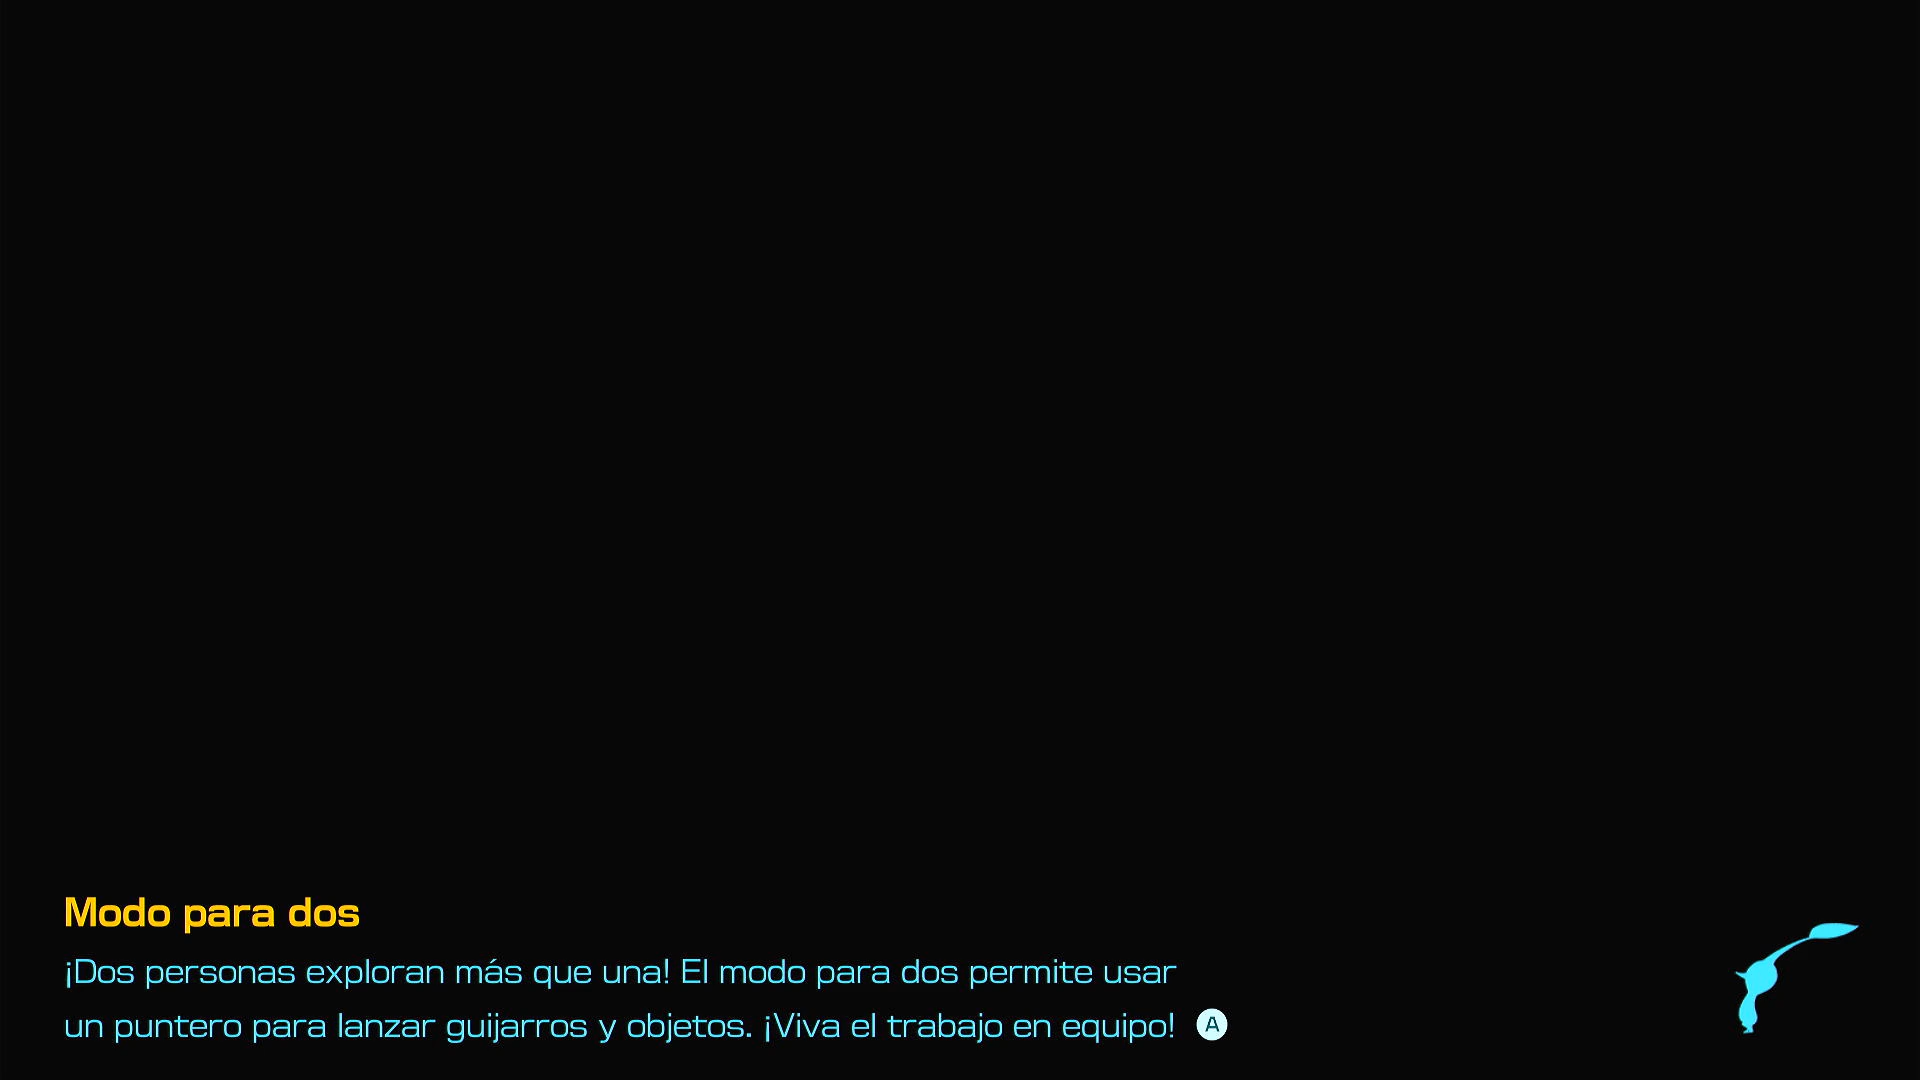 Modo para dos
¡Dos personas exploran más que una! El modo para dos permite usar
un puntero para lanzar guijarros y objetos. ¡Viva el trabajo en equipo! A